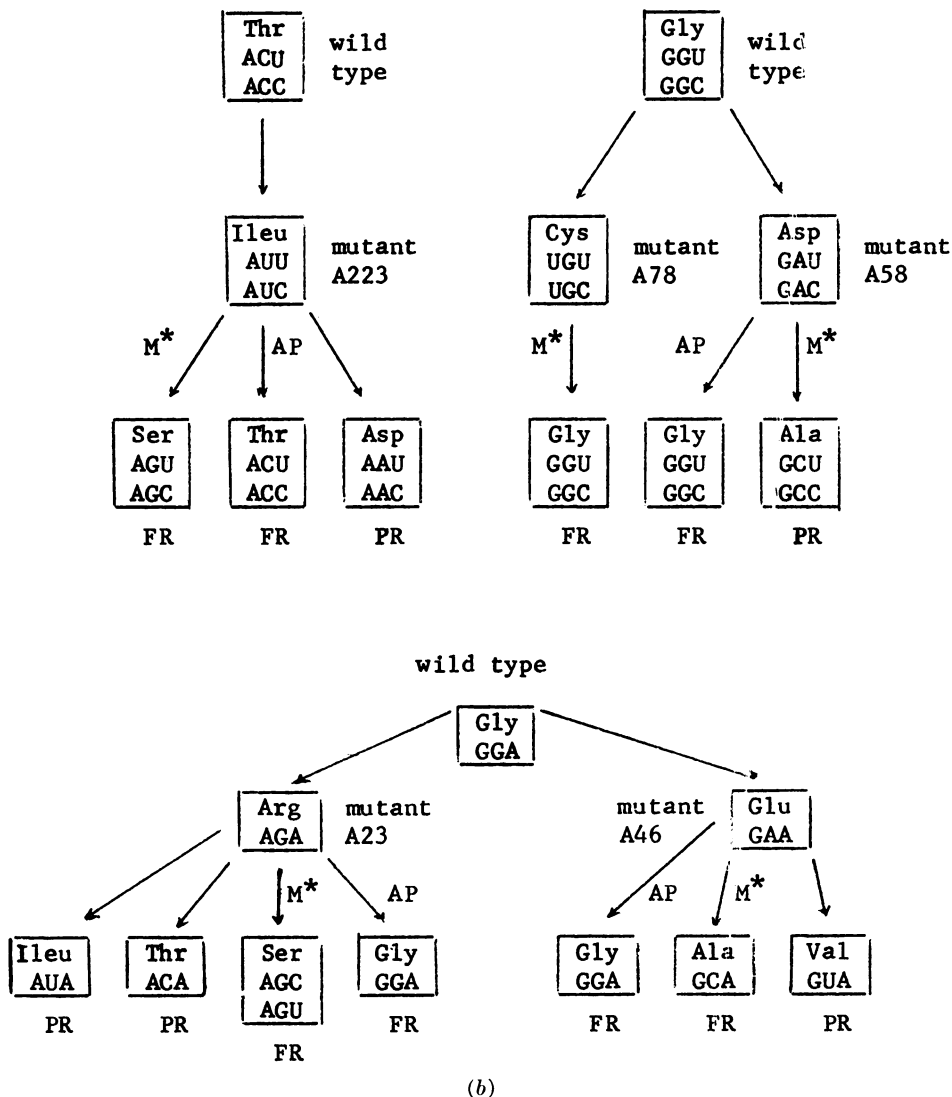 Thr Gly
ACU wild GGU wild
ACC type GGC type
Ileu Cys Asp
AUU mutant UGU mutant GAU mutant
AUC A223 UGC A78 GAC A58
M* AP M* AP M*
Ser Thr Asp Gly Gly Ala
AGU ACU AAU GGU GGU GCU
AGC ACC AAC GGC GGC GCC
FR FR PR FR FR PR
wild type
Gly
GGA
Arg mutant mutant Glu
AGA A23 A46 GAA
M* AP AP M*
Ileu Thr Ser Gly Gly Ala Val
AUA ACA AGC GGA GGA GCA GUA
AGU
PR PR FR FR FR FR PR
(b)